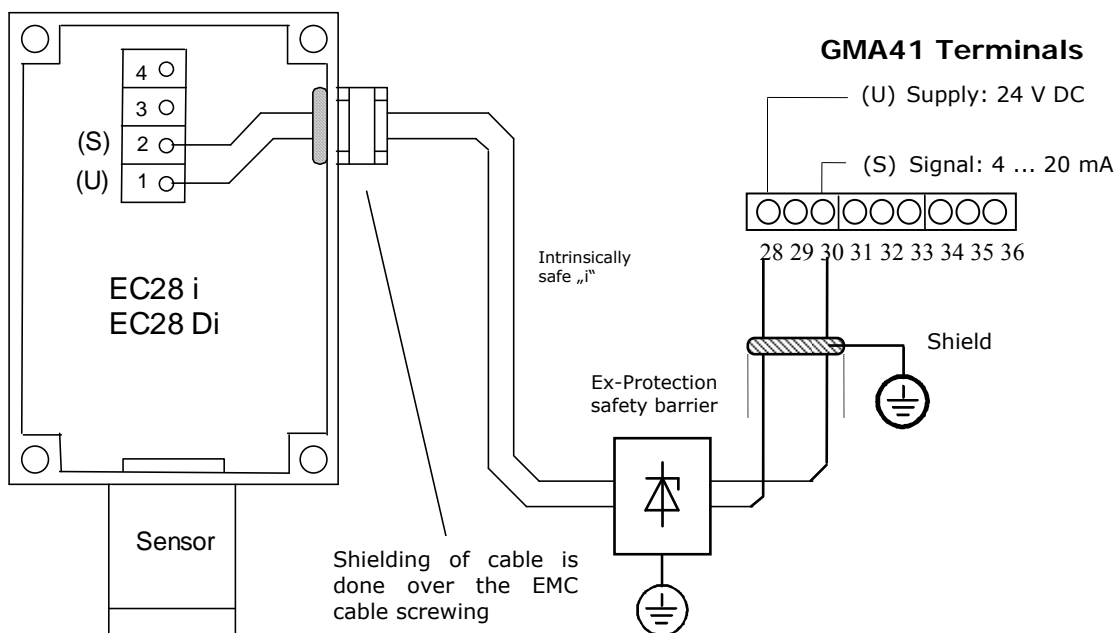 GMA41 Terminals
(U) Supply: 24 V DC
(S) Signal: 4 ... 20 mA
4
3
(S) 2
(U) 1
28 29 30 31 32 33 34 35 36
EC28 i
EC28 Di
Intrinsically
safe „i“
Shield
Ex-Protection
safety barrier
Sensor
Shielding of cable is
done over the EMC
cable screwing